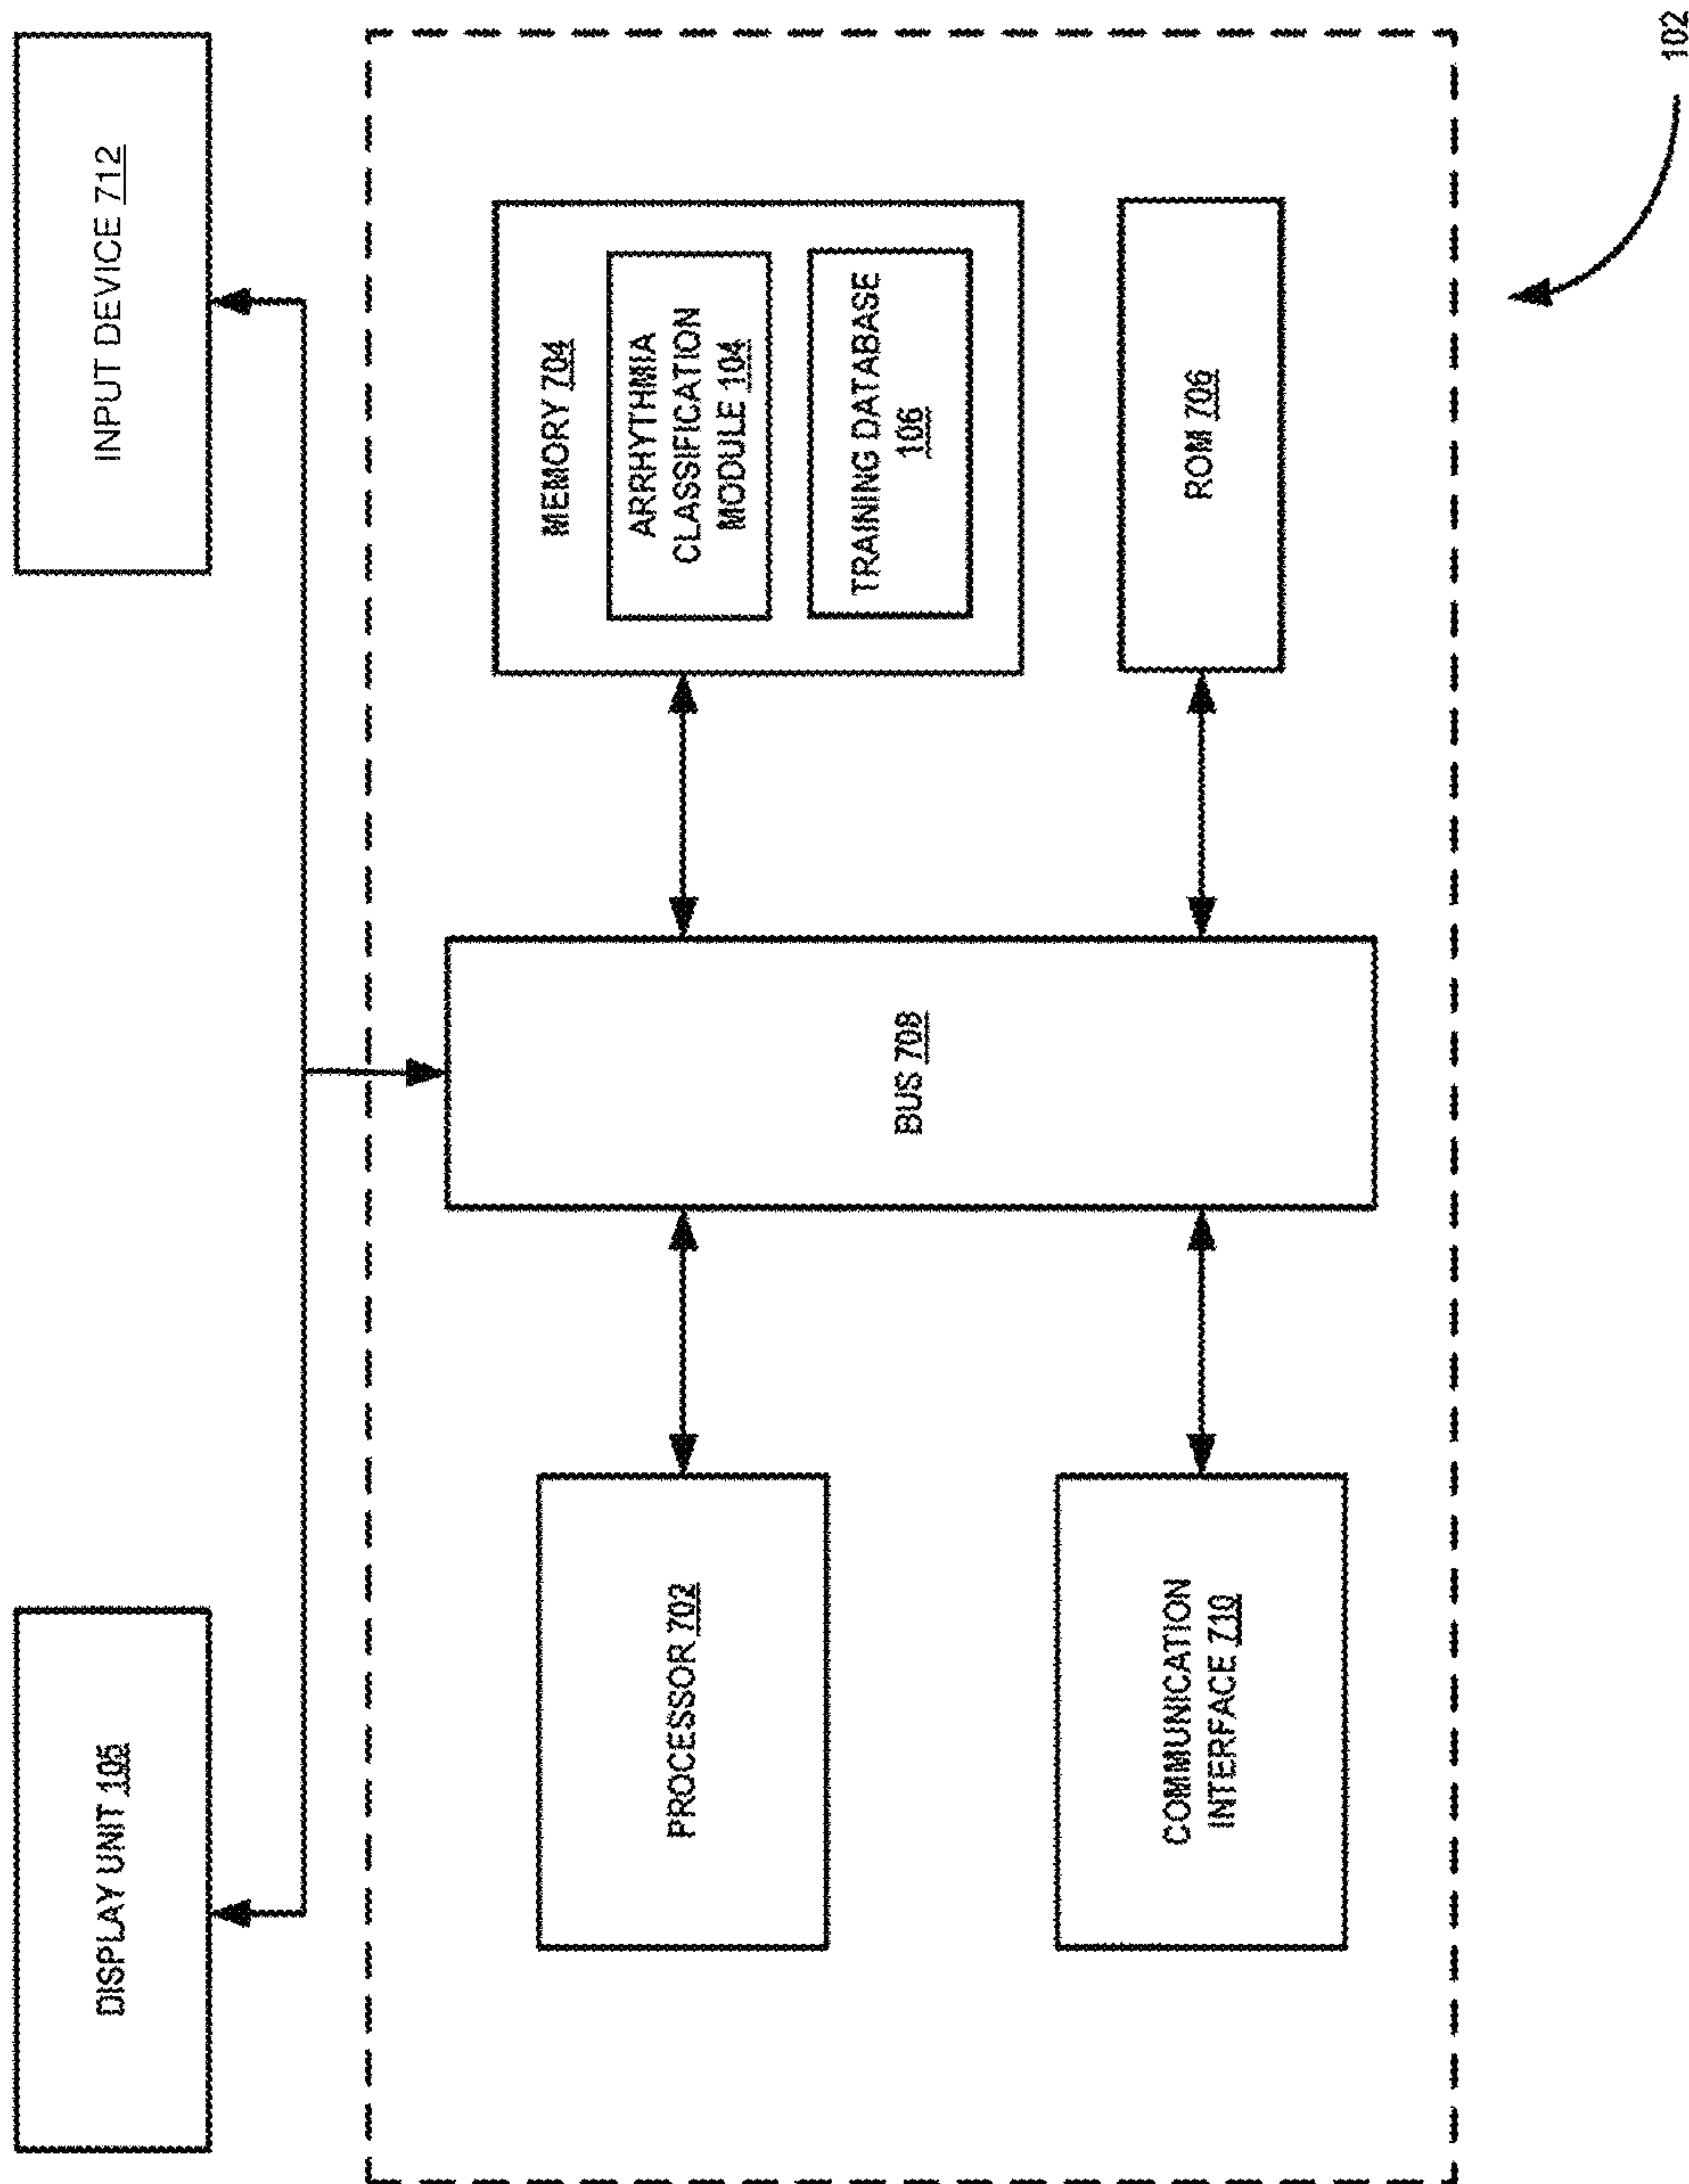 DISPLAY UNIT 105
INPUT DEVICE 712
PROCESSOR 702
COMMUNICATION
INTERFACE 710
BUS 708
MEMORY 704
ARRHYTHMIA
CLASSIFICATION
MODULE 104
TRAINING DATABASE
106
ROM 706
102